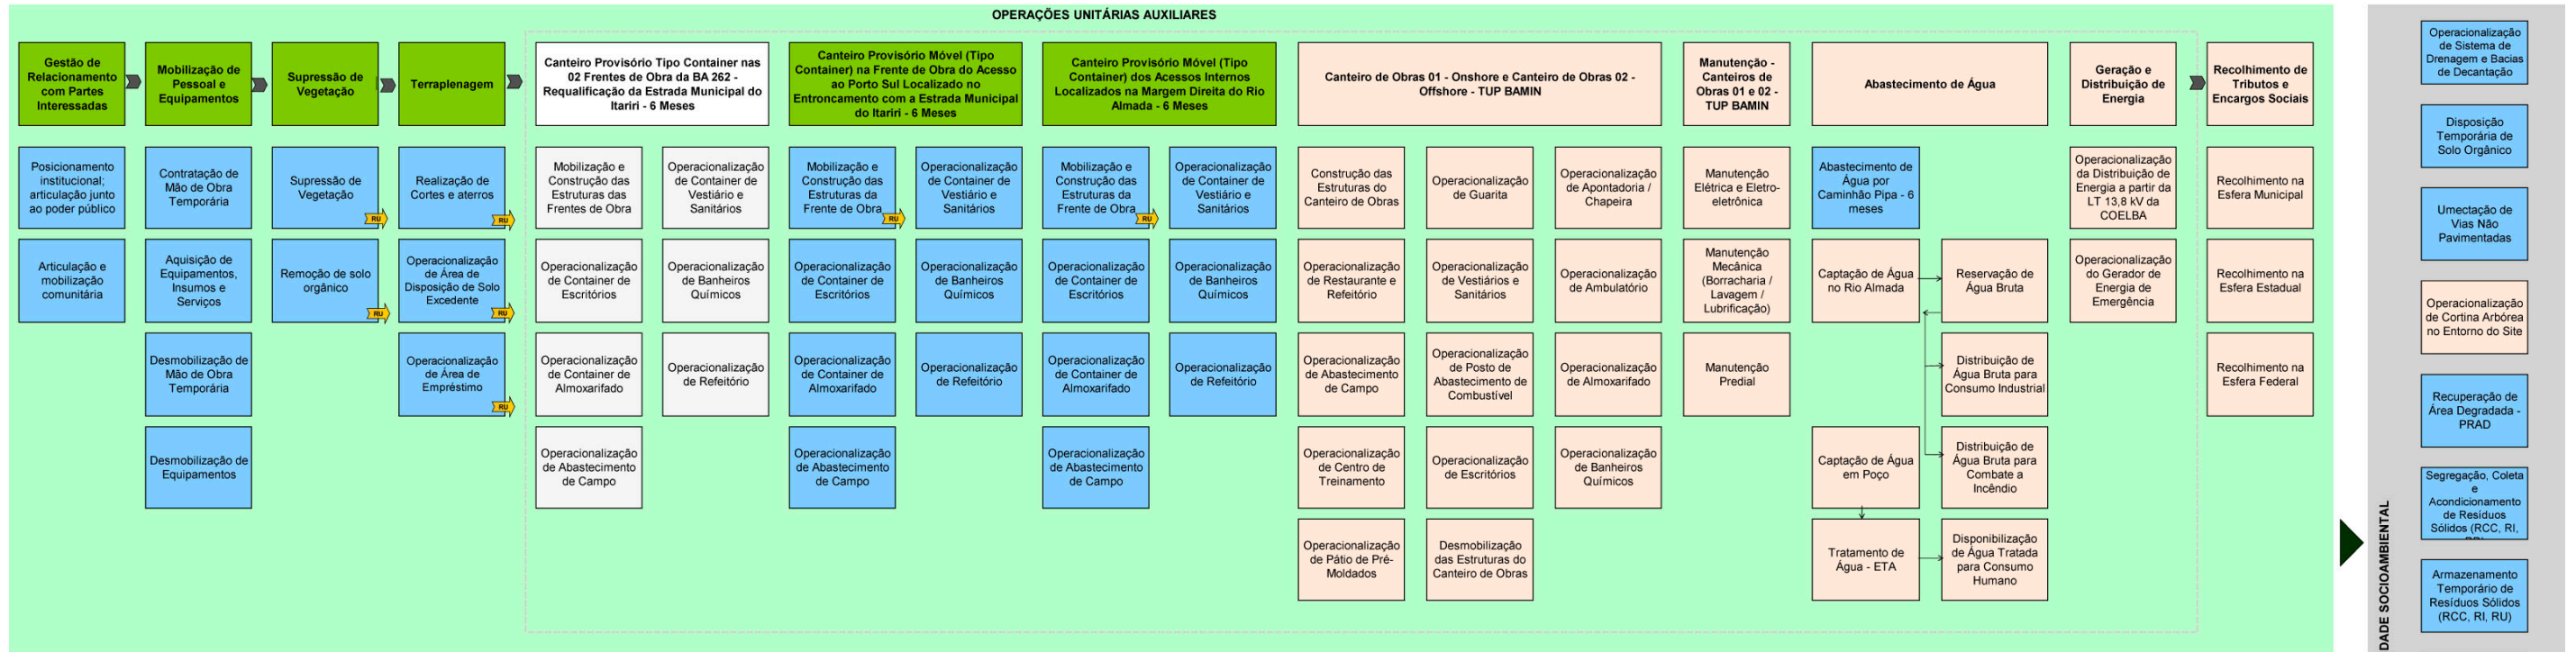 OPERAÇÕES UNITÁRIAS AUXILIARES
Gestão de
Relacionamento
com Partes
Interessadas
Posicionamento
institucional;
articulação junto
ao poder público
Articulação e
mobilização
comunitária
Mobilização de
Pessoal e
Equipamentos
Contratação de
Mão de Obra
Temporária
Aquisição de
Equipamentos,
Insumos e
Serviços
Desmobilização de
Mão de Obra
Temporária
Desmobilização de
Equipamentos
Supressão de
Vegetação
Supressão de
Vegetação
RU
Remoção de solo
orgânico
RU
Terraplenagem
Realização de
Cortes e aterros
RU
Operacionalização
de Área de
Disposição de Solo
Excedente
RU
Operacionalização
de Área de
Empréstimo
RU
Canteiro Provisório Tipo Container nas
02 Frentes de Obra da BA 262 -
Requalificação da Estrada Municipal do
Itariri - 6 Meses
Mobilização e
Construção das
Estruturas das
Frentes de Obra
Operacionalização
de Container de
Vestiário e
Sanitários
Operacionalização
de Container de
Escritórios
Operacionalização
de Banheiros
Químicos
Operacionalização
de Container de
Almoxarifado
Operacionalização
de Refeitório
Operacionalização
de Abastecimento
de Campo
Canteiro Provisório Móvel (Tipo
Container) na Frente de Obra do Acesso
ao Porto Sul Localizado no
Entroncamento com a Estrada Municipal
do Itariri - 6 Meses
Mobilização e
Construção das
Estruturas da
Frente de Obra
RU
Operacionalização
de Container de
Vestiário e
Sanitários
Operacionalização
de Container de
Escritórios
Operacionalização
de Banheiros
Químicos
Operacionalização
de Container de
Almoxarifado
Operacionalização
de Refeitório
Operacionalização
de Abastecimento
de Campo
Canteiro Provisório Móvel (Tipo
Container) dos Acessos Internos
Localizados na Margem Direita do Rio
Almada - 6 Meses
Mobilização e
Construção das
Estruturas da
Frente de Obra
RU
Operacionalização
de Container de
Vestiário e
Sanitários
Operacionalização
de Container de
Escritórios
Operacionalização
de Banheiros
Químicos
Operacionalização
de Container de
Almoxarifado
Operacionalização
de Refeitório
Operacionalização
de Abastecimento
de Campo
Canteiro de Obras 01 - Onshore e Canteiro de Obras 02 -
Offshore - TUP BAMIN
Construção das
Estruturas do
Canteiro de Obras
Operacionalização
de Guarita
Operacionalização
de Apontadoria /
Chapeira
Operacionalização
de Restaurante e
Refeitório
Operacionalização
de Vestiários e
Sanitários
Operacionalização
de Ambulatório
Operacionalização
de Abastecimento
de Campo
Operacionalização
de Posto de
Abastecimento de
Combustível
Operacionalização
de Almoxarifado
Operacionalização
de Centro de
Treinamento
Operacionalização
de Escritórios
Operacionalização
de Banheiros
Químicos
Operacionalização
de Pátio de Pré-
Moldados
Desmobilização
das Estruturas do
Canteiro de Obras
Manutenção -
Canteiros de
Obras 01 e 02 -
TUP BAMIN
Manutenção
Elétrica e Eletro-
eletrônica
Manutenção
Mecânica
(Borracharia /
Lavagem /
Lubrificação)
Manutenção
Predial
Abastecimento de Água
Abastecimento de
Água por
Caminhão Pipa - 6
meses
Captação de Água
no Rio Almada
Reservação de
Água Bruta
Distribuição de
Água Bruta para
Consumo Industrial
Captação de Água
em Poço
Distribuição de
Água Bruta para
Combate a
Incêndio
Tratamento de
Água - ETA
Disponibilização
de Água Tratada
para Consumo
Humano
Geração e
Distribuição de
Energia
Operacionalização
da Distribuição de
Energia a partir da
LT 13,8 kV da
COELBA
Operacionalização
do Gerador de
Energia de
Emergência
Recolhimento de
Tributos e
Encargos Sociais
Recolhimento na
Esfera Municipal
Recolhimento na
Esfera Estadual
Recolhimento na
Esfera Federal
DADE SOCIOAMBIENTAL
Operacionalização
de Sistema de
Drenagem e Bacias
de Decantação
Disposição
Temporária de
Solo Orgânico
Umectação de
Vias Não
Pavimentadas
Operacionalização
de Cortina Arbórea
no Entorno do Site
Recuperação de
Área Degradada -
PRAD
Segregação, Coleta
e
Acondicionamento
de Resíduos
Sólidos (RCC, RI,
Armazenamento
Temporário de
Resíduos Sólidos
(RCC, RI, RU)